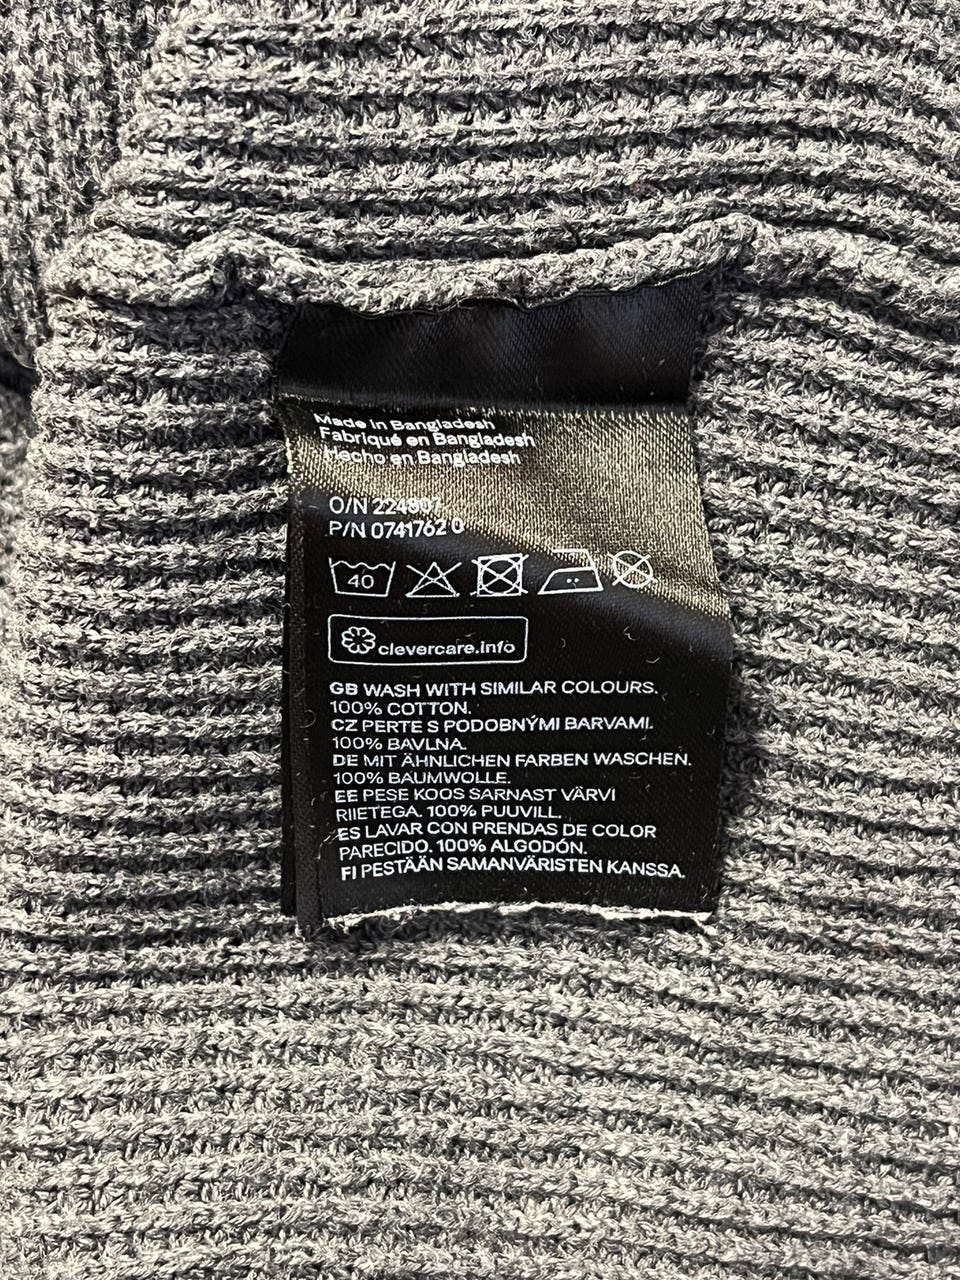 Made in Bangladesh
Fabriqué en Bangladesh
Hecho en Bangladesh
O/N 224807
P/N 0741762 0
40
clevercare.info
GB WASH WITH SIMILAR COLOURS.
100% COTTON.
CZ PERTE S PODOBNÝMI BARVAMI.
100% BAVLNA.
DE MIT ÄHNLICHEN FARBEN WASCHEN.
100% BAUMWOLLE.
EE PESE KOOS SARNAST VÄRVI
RIIETEGA. 100% PUUVILL.
ES LAVAR CON PRENDAS DE COLOR
PARECIDO. 100% ALGODÓN.
FI PESTÄÄN SAMANVÄRISTEN KANSSA.